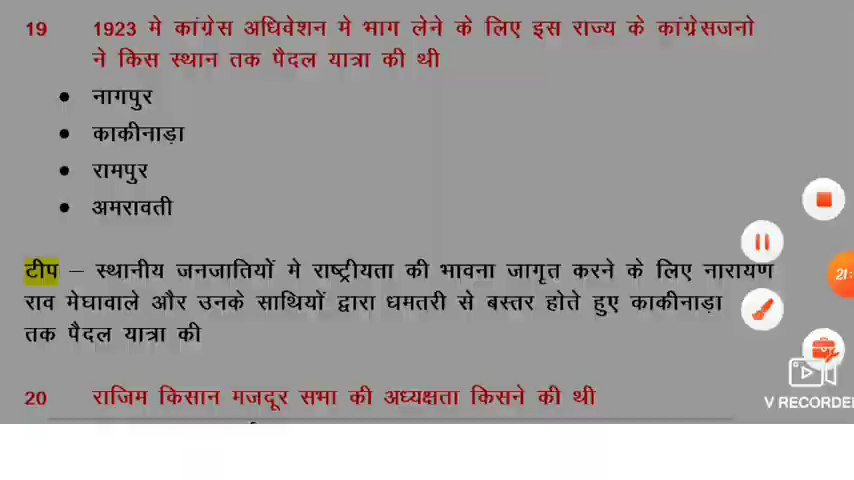 19 1923 मे कांग्रेस अधिवेशन मे भाग लेने के लिए इस राज्य के कांग्रेसजनो
ने किस स्थान तक पैदल यात्रा की थी
• नागपुर
• काकीनाड़ा
• रामपुर
• अमरावती
टीप – स्थानीय जनजातियों मे राष्ट्रीयता की भावना जागृत करने के लिए नारायण
राव मेघावाले और उनके साथियों द्वारा धमतरी से बस्तर होते हुए काकीनाड़ा
तक पैदल यात्रा की
20 राजिम किसान मजदूर सभा की अध्यक्षता किसने की थी
21:
V RECORDER